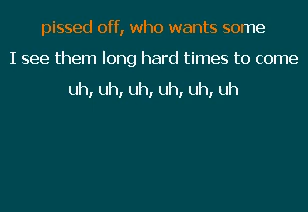 pissed off, who wants some
I see them long hard times to come
uh, uh, uh, uh, uh, uh